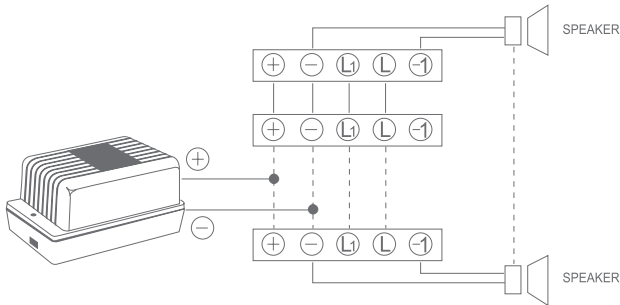 SPEAKER
+ − L1 L -1
+ − L1 L -1
+
−
+ − L1 L -1
SPEAKER